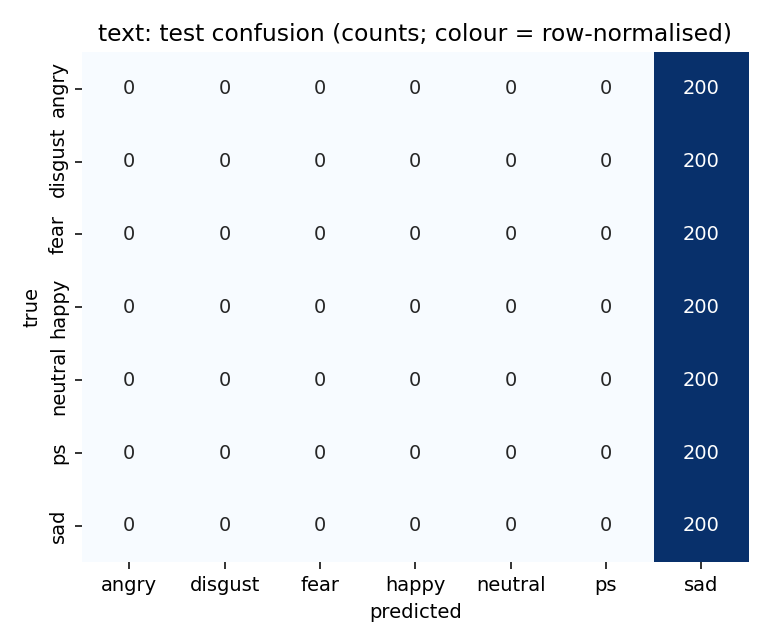 text: test confusion (counts; colour = row-normalised)
angry 0 0 0 0 0 0 200
disgust 0 0 0 0 0 0 200
fear 0 0 0 0 0 0 200
happy 0 0 0 0 0 0 200
neutral 0 0 0 0 0 0 200
ps 0 0 0 0 0 0 200
sad 0 0 0 0 0 0 200
true
angry disgust fear happy neutral ps sad
predicted